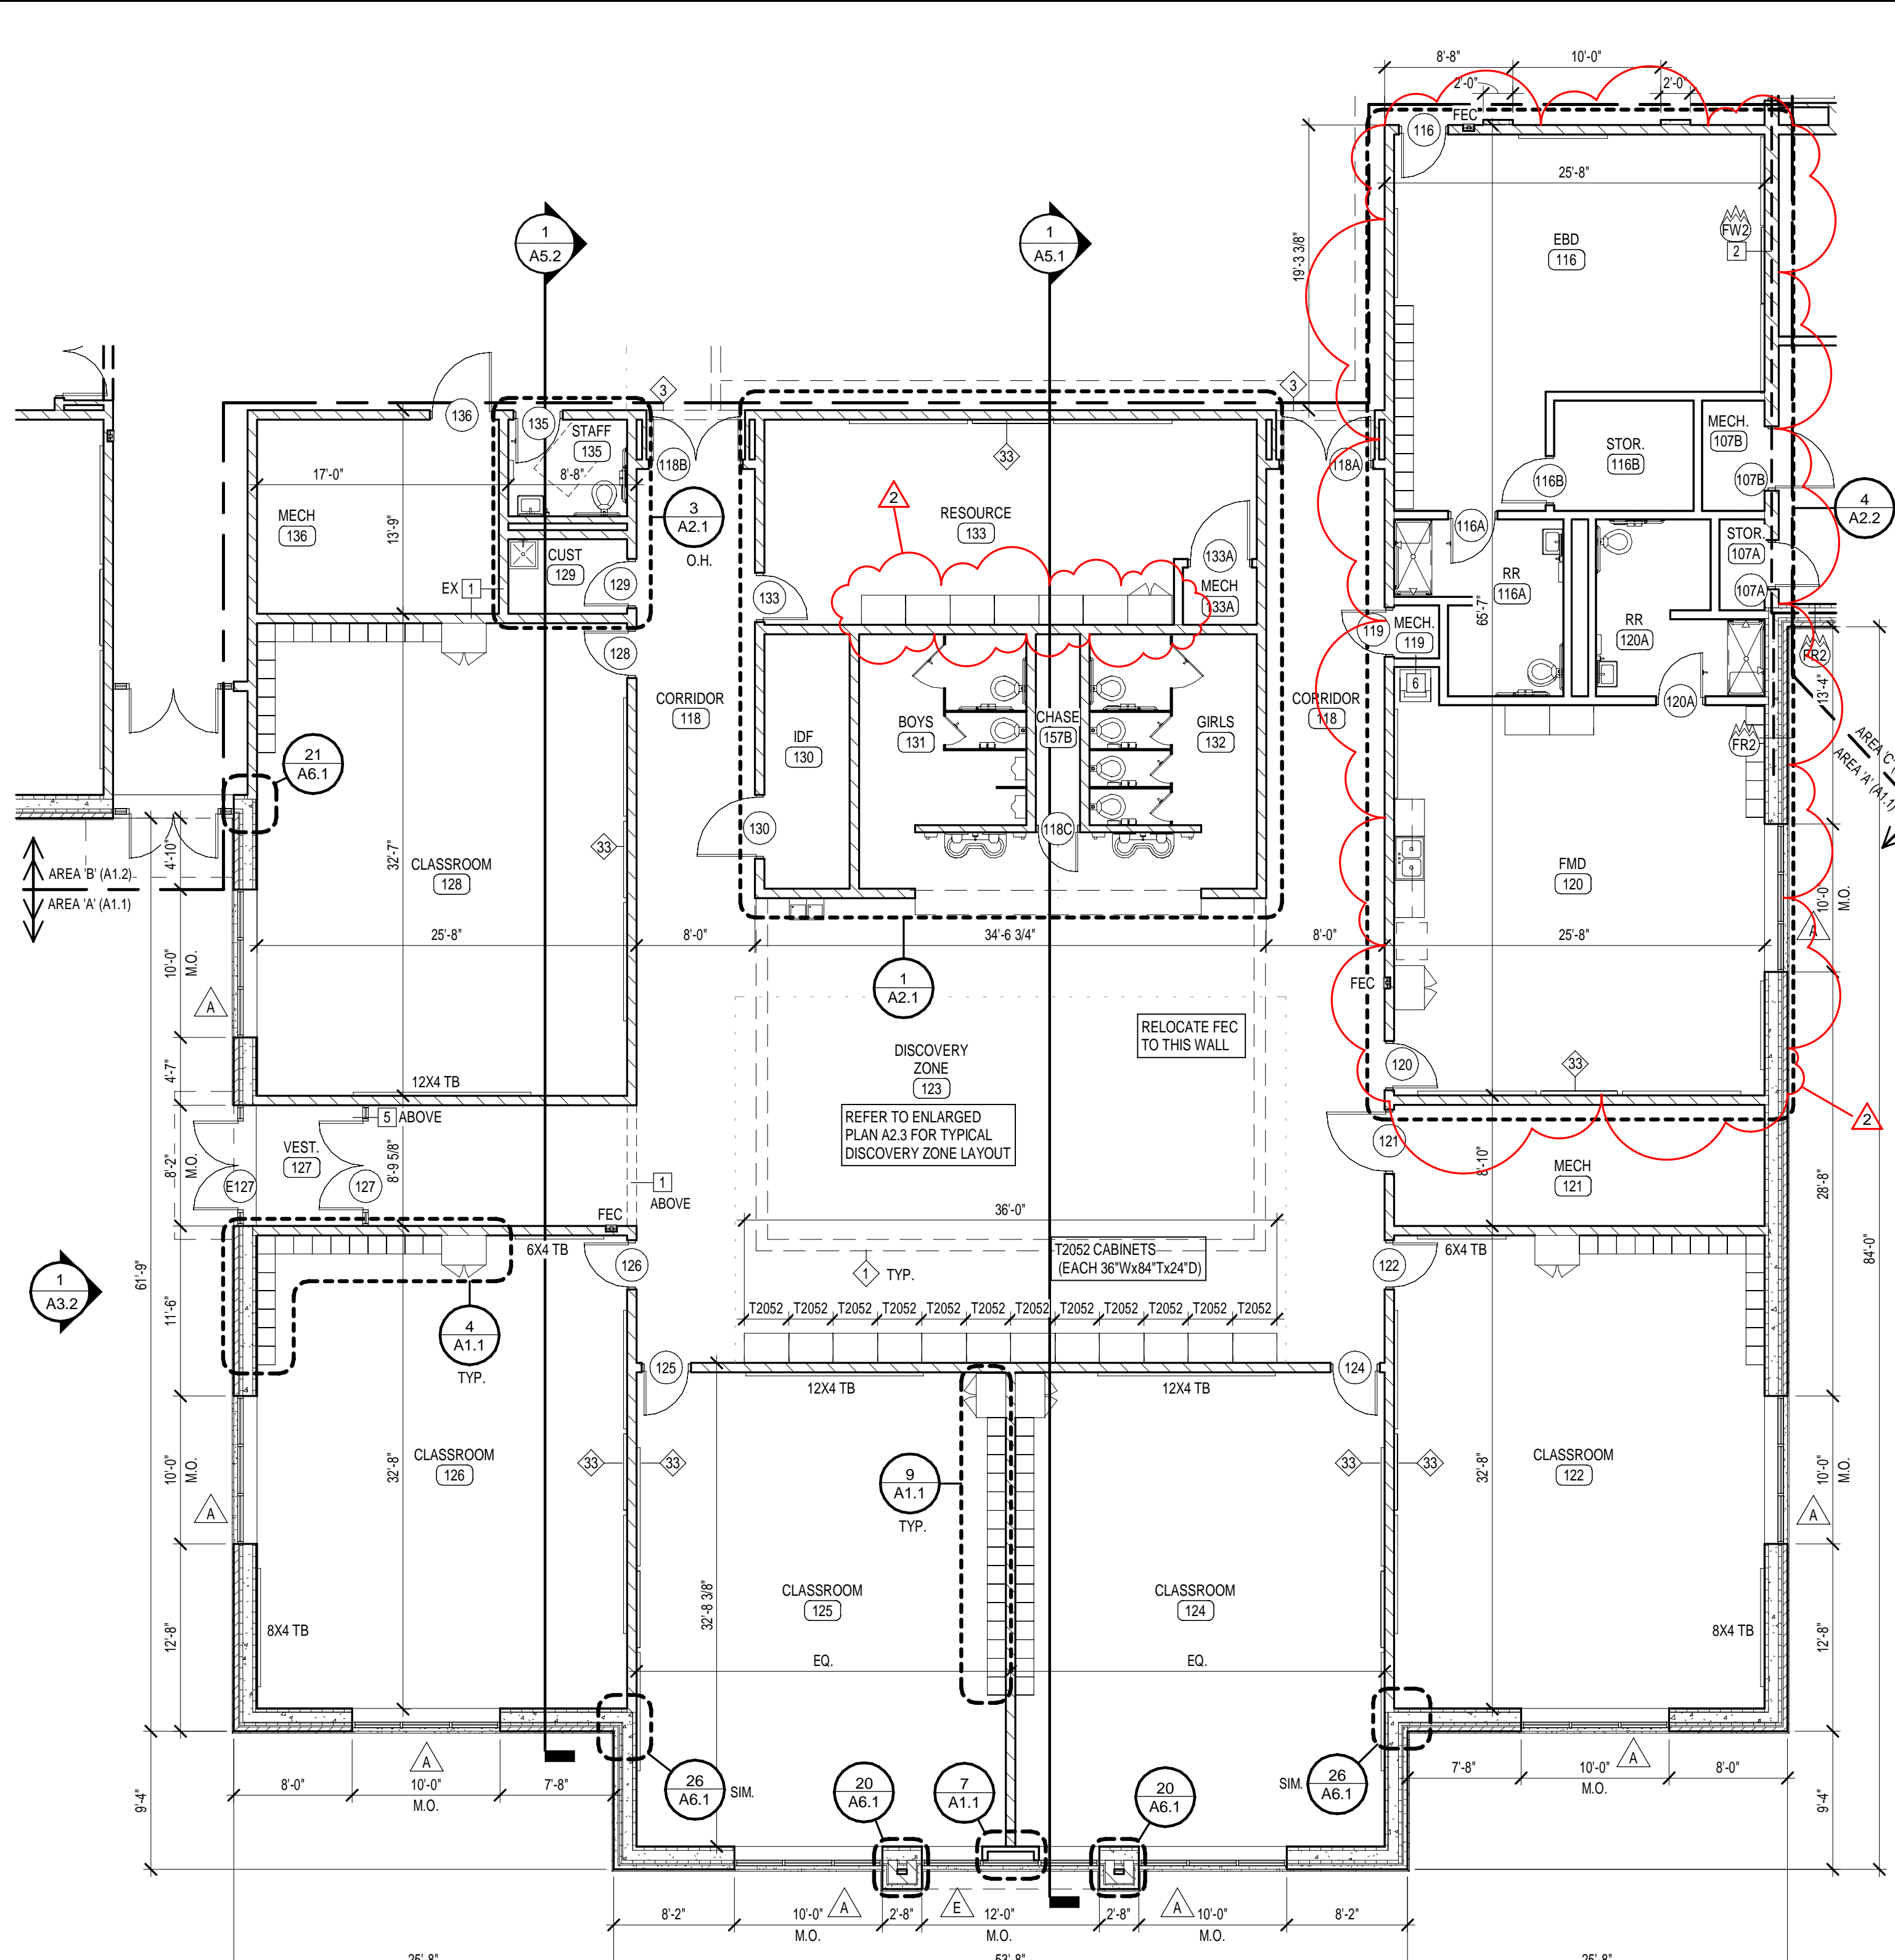 8'-8"
10'-0"
2'-0"
2'-0"
FEC
116
25'-8"
19'-3 3/8"
EBD
116
FW2
2
1
A5.2
1
A5.1
3
3
136
135
STAFF
135
8'-8"
17'-0"
13'-9"
MECH
136
118B
3
A2.1
O.H.
33
2
RESOURCE
133
118A
STOR.
116B
MECH.
107B
116B
107B
4
A2.2
CUST
129
129
EX
1
133
133A
MECH
133A
116A
RR
116A
65'-7"
STOR.
107A
107A
RR
120A
119
MECH.
119
6
FR2
13'-4"
128
CORRIDOR
118
IDF
130
BOYS
131
CHASE
157B
GIRLS
132
CORRIDOR
118
120A
FR2
AREA 'A' (A1.1)
21
A6.1
130
118C
4'-10"
AREA 'B' (A1.2)
AREA 'A' (A1.1)
32'-7"
CLASSROOM
128
33
FMD
120
10'-0
M.O.
A
25'-8"
8'-0"
34'-6 3/4"
8'-0"
25'-8"
10'-0"
M.O.
A
1
A2.1
FEC
RELOCATE FEC
TO THIS WALL
DISCOVERY
ZONE
123
120
33
4'-7"
12X4 TB
5
ABOVE
REFER TO ENLARGED
PLAN A2.3 FOR TYPICAL
DISCOVERY ZONE LAYOUT
2
VEST.
127
8'-2"
M.O.
8'-9 5/8"
E127
127
1
ABOVE
121
8'-10"
MECH
121
28'-8"
FEC
36'-0"
84'-0"
6X4 TB
126
T2052 CABINETS
(EACH 36"Wx84"Tx24"D)
1
TYP.
122
6X4 TB
1
A3.2
61'-9"
11'-6"
4
A1.1
TYP.
T2052
T2052
T2052
T2052
T2052
T2052
T2052
T2052
T2052
T2052
T2052
T2052
125
124
12X4 TB
12X4 TB
CLASSROOM
126
32'-8"
33
33
9
A1.1
TYP.
33
33
32'-8"
CLASSROOM
122
10'-0"
M.O.
A
10'-0"
M.O.
A
CLASSROOM
125
32'-8 3/8"
CLASSROOM
124
8X4 TB
8X4 TB
12'-8"
12'-8"
EQ.
EQ.
A
A
8'-0"
10'-0"
M.O.
7'-8"
26
A6.1
SIM.
20
A6.1
7
A1.1
20
A6.1
SIM.
26
A6.1
7'-8"
10'-0"
M.O.
8'-0"
9'-4"
9'-4"
8'-2"
10'-0"
M.O.
A
2'-8"
E
12'-0"
M.O.
2'-8"
A
10'-0"
M.O.
8'-2"
25'-8"
53'-8"
25'-8"